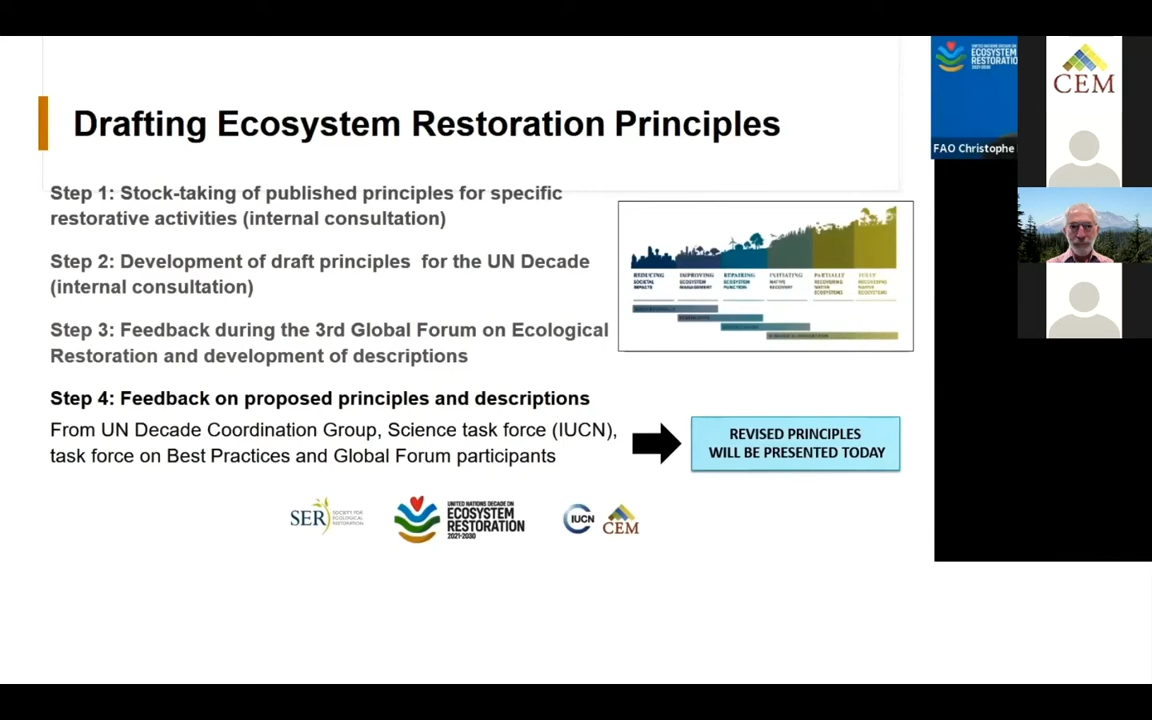 Drafting Ecosystem Restoration Principles
Step 1: Stock-taking of published principles for specific
restorative activities (internal consultation)
Step 2: Development of draft principles for the UN Decade
(internal consultation)
Step 3: Feedback during the 3rd Global Forum on Ecological
Restoration and development of descriptions
Step 4: Feedback on proposed principles and descriptions
From UN Decade Coordination Group, Science task force (IUCN),
task force on Best Practices and Global Forum participants
REDUCING
SOCIETAL
IMPACTS
IMPROVING
ECOSYSTEM
MANAGEMENT
REPAIRING
ECOSYSTEM
FUNCTION
INITIATING
NATIVE
RECOVERY
PARTIALLY
RECOVERING
NATIVE
ECOSYSTEMS
FULLY
RECOVERING
NATIVE
ECOSYSTEMS
REVISED PRINCIPLES
WILL BE PRESENTED TODAY
SER
SOCIETY FOR
ECOLOGICAL
RESTORATION
UNITED NATIONS DECADE ON
ECOSYSTEM
RESTORATION
2021-2030
IUCN
CEM
UNITED NATIONS DECADE ON
ECOSYSTEM
RESTORATION
2021-2030
FAO Christophe
CEM